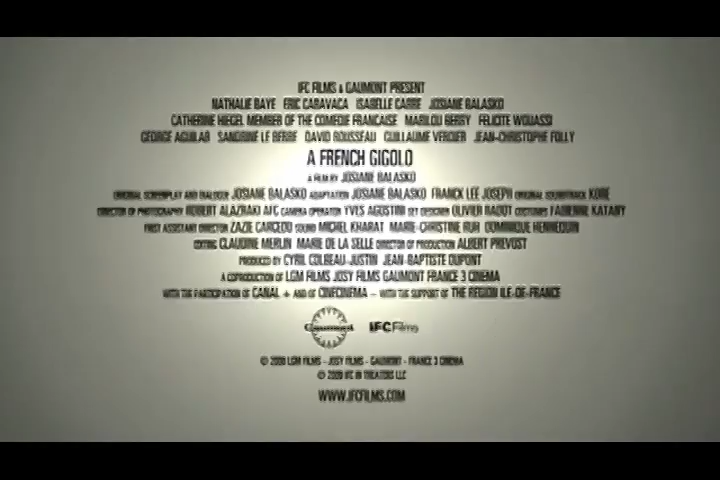 IFC FILMS & GAUMONT PRESENT
NATHALIE BAYE ERIC CARAVACA ISABELLE CARRE JOSIANE BALASKO
CATHERINE HIEGEL MEMBER OF THE COMEDIE FRANCAISE MARILOU BERRY FELICITE WOUASSI
GEORGE AGUILAR SANDRINE LE BERRE DAVID ROUSSEAU GUILLAUME VERDIER JEAN-CHRISTOPHE FOLLY
A FRENCH GIGOLO
A FILM BY JOSIANE BALASKO
ORIGINAL SCREENPLAY AND DIALOGUE JOSIANE BALASKO ADAPTATION JOSIANE BALASKO FRANCK LEE JOSEPH ORIGINAL SOUNDTRACK KORE
DIRECTOR OF PHOTOGRAPHY ROBERT ALAZRAKI AFC CAMERA OPERATOR YVES AGOSTINI SET DESIGNER OLIVIER RADOT COSTUMES FABIENNE KATANY
FIRST ASSISTANT DIRECTOR ZAZIE CARCEDO SOUND MICHEL KHARAT MARIE-CHRISTINE RUH DOMINIQUE HENNEQUIN
EDITING CLAUDINE MERLIN MARIE DE LA SELLE DIRECTOR OF PRODUCTION ALBERT PREVOST
PRODUCED BY CYRIL COLBEAU-JUSTIN JEAN-BAPTISTE DUPONT
A COPRODUCTION OF LGM FILMS JOSY FILMS GAUMONT FRANCE 3 CINEMA
WITH THE PARTICIPATION OF CANAL + AND OF CINECINEMA - WITH THE SUPPORT OF THE REGION ILE-DE-FRANCE
Gaumont IFC Films
© 2008 LGM FILMS - JOSY FILMS - GAUMONT - FRANCE 3 CINEMA
© 2009 IFC IN THEATERS LLC
WWW.IFCFILMS.COM